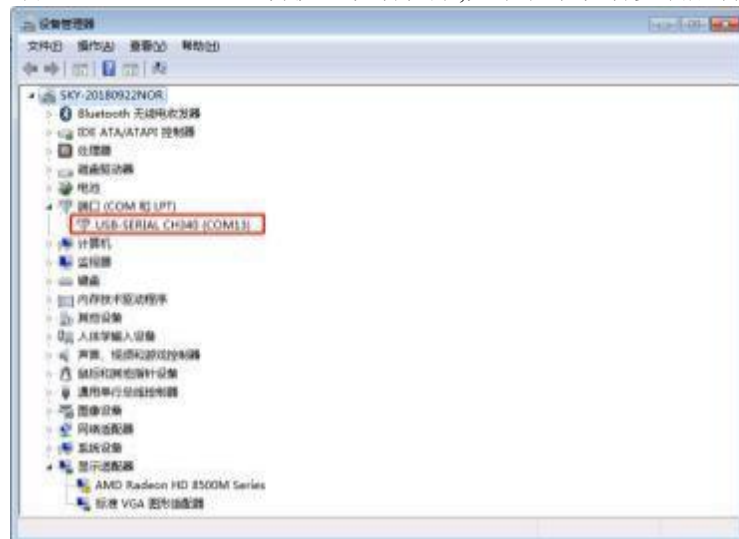 设备管理器
文件(F) 操作(A) 查看(V) 帮助(H)
SKY-20180922NOR
Bluetooth 无线电收发器
IDE ATA/ATAPI 控制器
处理器
磁盘驱动器
电池
端口 (COM 和 LPT)
USB-SERIAL CH340 (COM13)
计算机
监视器
键盘
内存技术驱动程序
其他设备
人体学输入设备
声音、视频和游戏控制器
鼠标和其他指针设备
通用串行总线控制器
图像设备
网络适配器
系统设备
显示适配器
AMD Radeon HD 8500M Series
标准 VGA 图形适配器